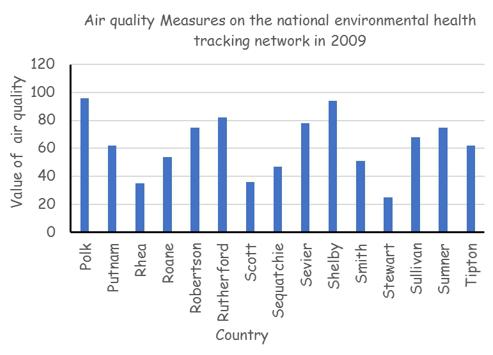 Air quality Measures on the national environmental health
tracking network in 2009
Value of air quality
120
100
80
60
40
20
0
Polk
Putnam
Rhea
Roane
Robertson
Rutherford
Scott
Sequatchie
Sevier
Shelby
Smith
Stewart
Sullivan
Sumner
Tipton
Country